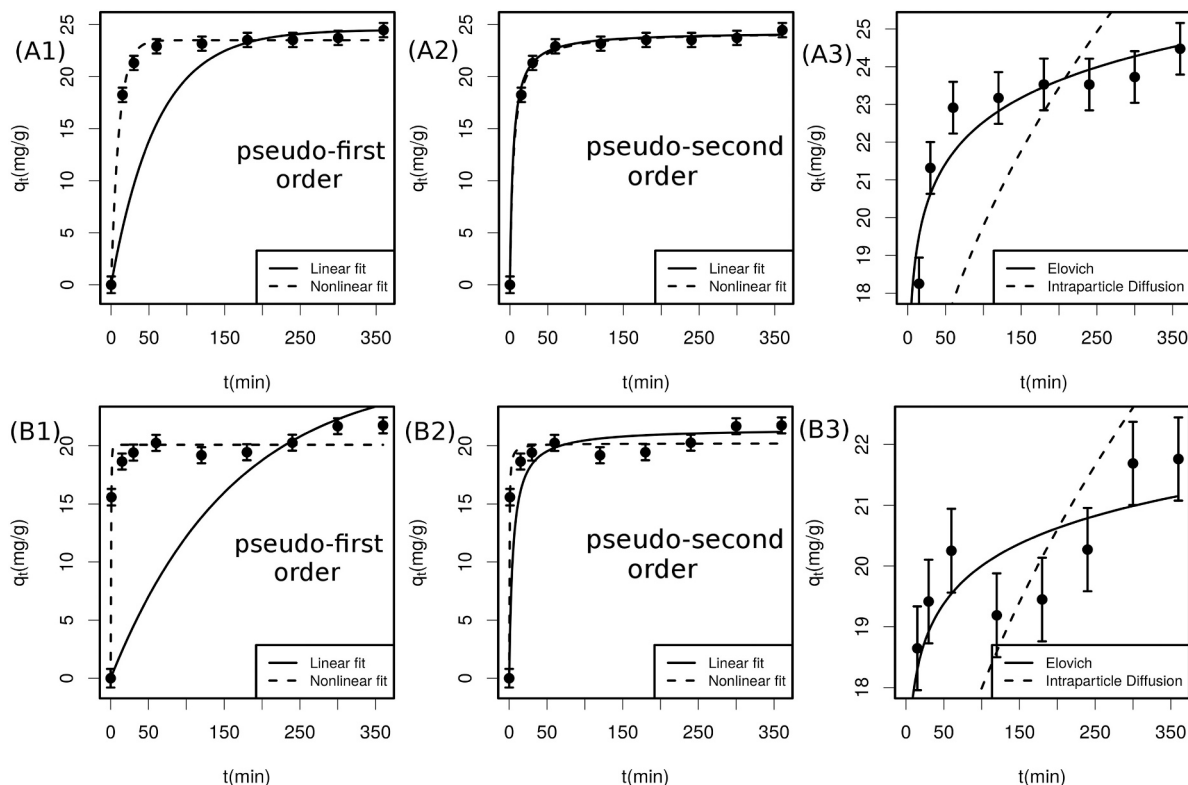 (A1)
25
20
15
10
5
0
qt(mg/g)
pseudo-first
order
Linear fit
Nonlinear fit
0 50 150 250 350
t(min)
(A2)
25
20
15
10
5
0
qt(mg/g)
pseudo-second
order
Linear fit
Nonlinear fit
0 50 150 250 350
t(min)
(A3)
25
24
23
22
21
20
19
18
qt(mg/g)
Elovich
Intraparticle Diffusion
0 50 150 250 350
t(min)
(B1)
20
15
10
5
0
qt(mg/g)
pseudo-first
order
Linear fit
Nonlinear fit
0 50 150 250 350
t(min)
(B2)
20
15
10
5
0
qt(mg/g)
pseudo-second
order
Linear fit
Nonlinear fit
0 50 150 250 350
t(min)
(B3)
22
21
20
19
18
qt(mg/g)
Elovich
Intraparticle Diffusion
0 50 150 250 350
t(min)